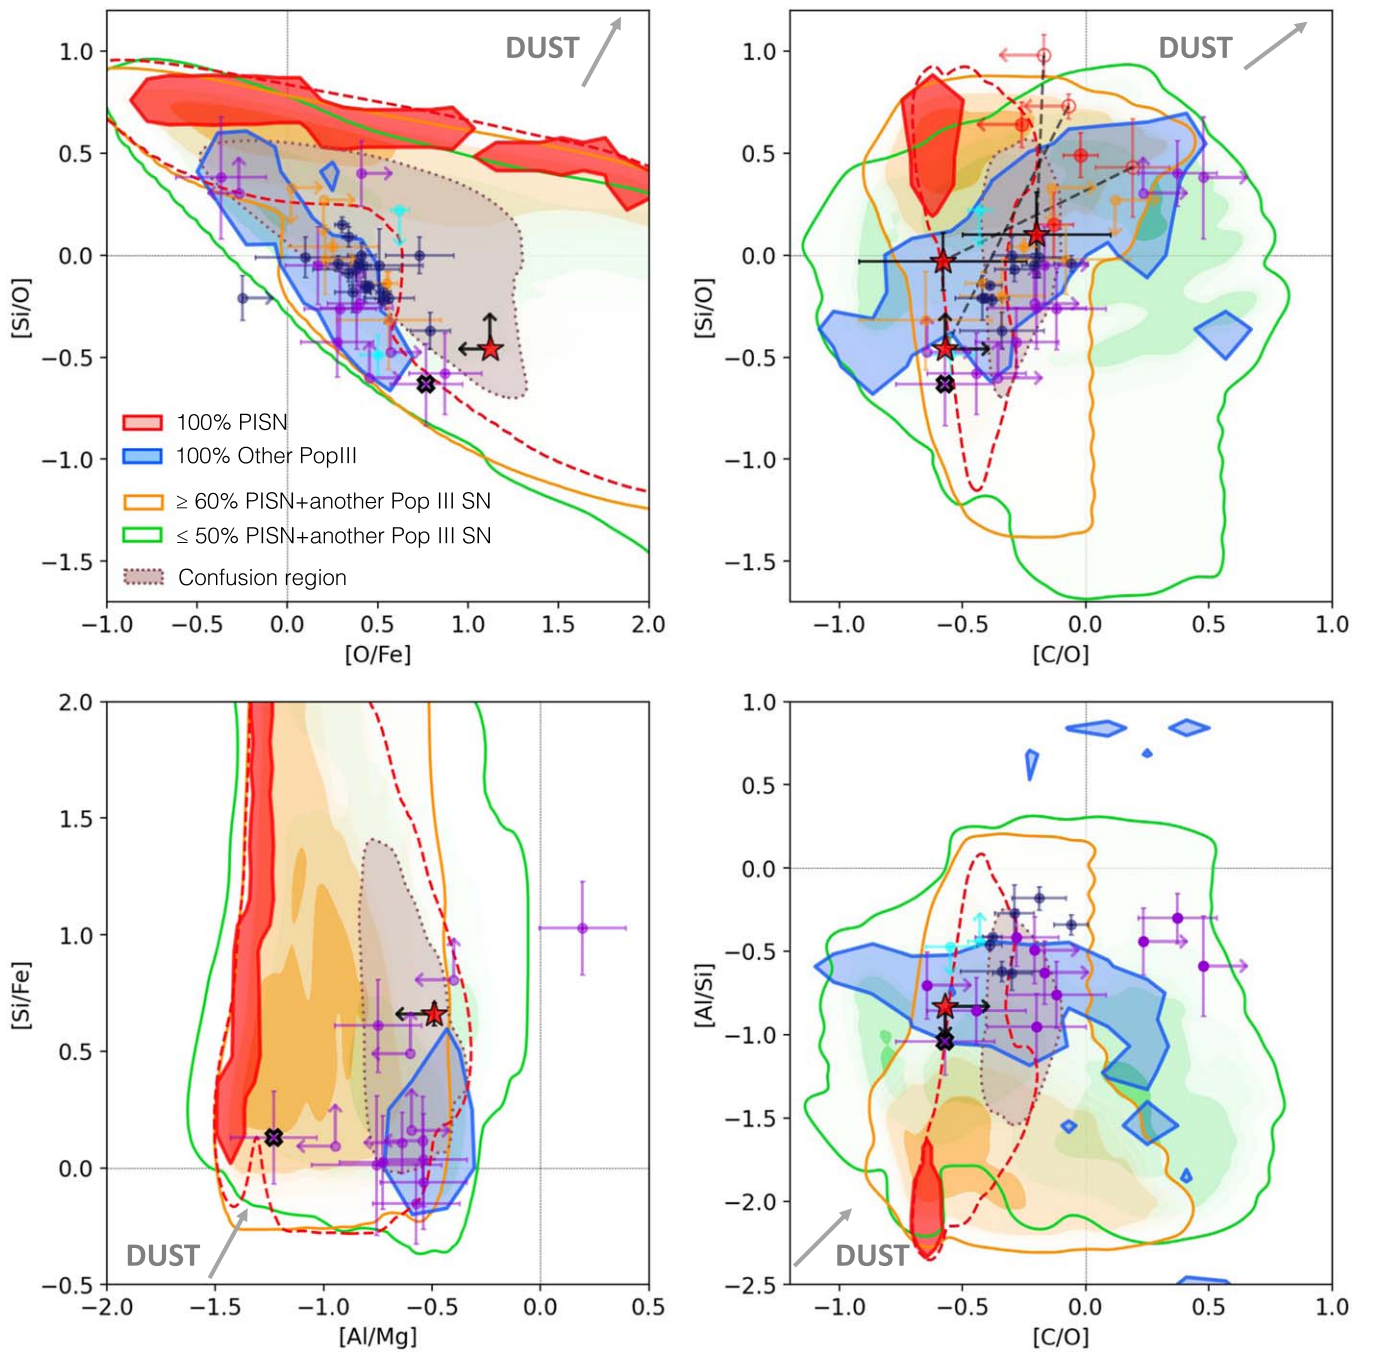 DUST
1.0
0.5
0.0
−0.5
−1.0
−1.5
[Si/O]
100% PISN
100% Other PopIII
≥ 60% PISN+another Pop III SN
≤ 50% PISN+another Pop III SN
Confusion region
−1.0 −0.5 0.0 0.5 1.0 1.5 2.0
[O/Fe]
DUST
1.0
0.5
0.0
−0.5
−1.0
−1.5
[Si/O]
−1.0 −0.5 0.0 0.5 1.0
[C/O]
2.0
1.5
1.0
0.5
0.0
−0.5
[Si/Fe]
DUST
−2.0 −1.5 −1.0 −0.5 0.0 0.5
[Al/Mg]
1.0
0.5
0.0
−0.5
−1.0
−1.5
−2.0
−2.5
[Al/Si]
DUST
−1.0 −0.5 0.0 0.5 1.0
[C/O]